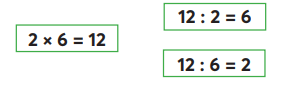 12 : 2 = 6
2 × 6 = 12
12 : 6 = 2